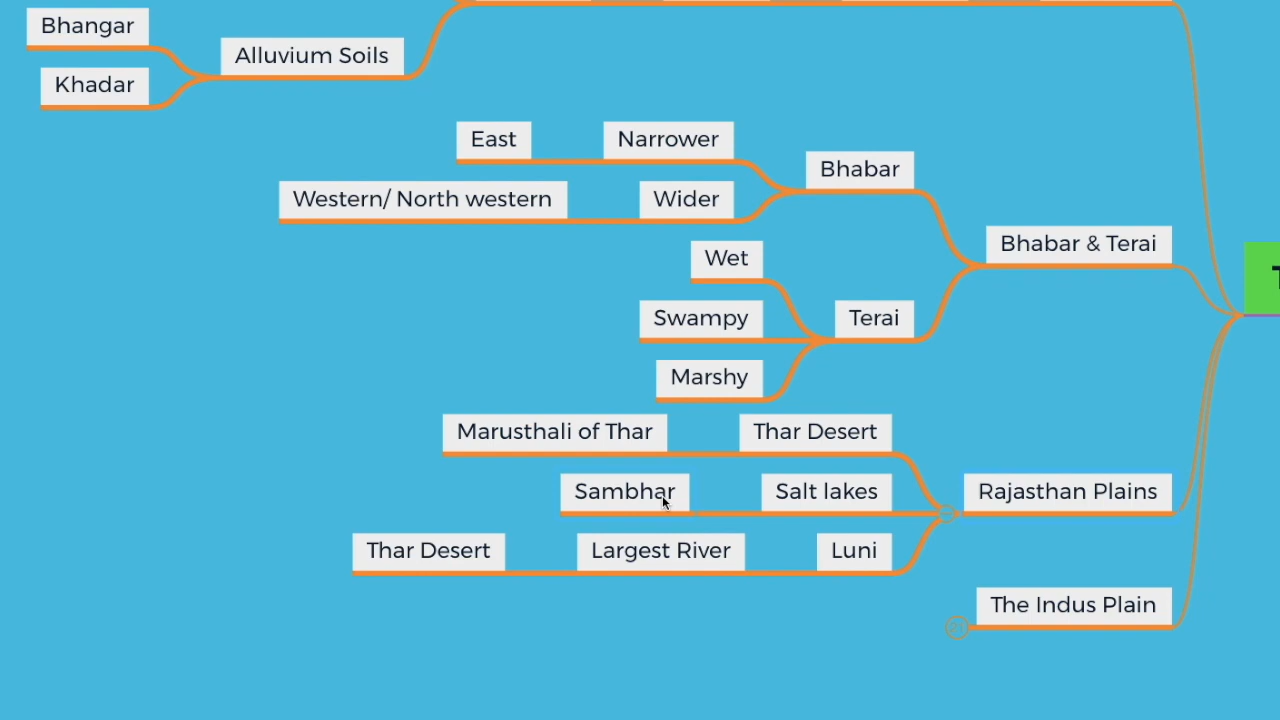 Bhangar
Alluvium Soils
Khadar
East
Narrower
Bhabar
Western/ North western
Wider
Bhabar & Terai
Wet
Swampy
Terai
Marshy
Marusthali of Thar
Thar Desert
Sambhar
Salt lakes
Rajasthan Plains
Thar Desert
Largest River
Luni
The Indus Plain